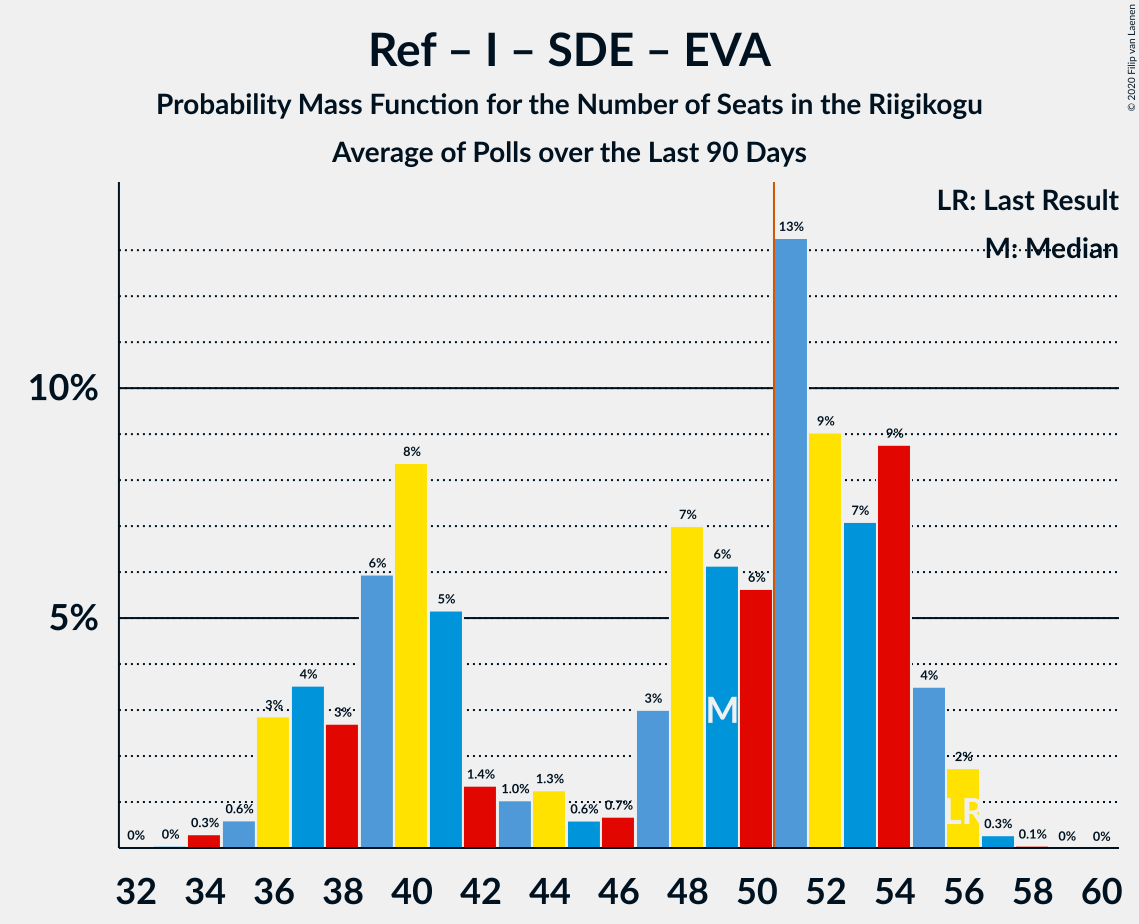 Ref – I – SDE – EVA
Probability Mass Function for the Number of Seats in the Riigikogu
Average of Polls over the Last 90 Days
© 2020 Filip van Laenen
LR: Last Result
M: Median
10%
5%
0% 0% 0.3% 0.6% 3% 4% 3% 6% 8% 5% 1.4% 1.0% 1.3% 0.6% 0.7% 3% 7% 6% 6% 13% 9% 7% 9% 4% 2% 0.3% 0.1% 0% 0%
M
LR
32 34 36 38 40 42 44 46 48 50 52 54 56 58 60